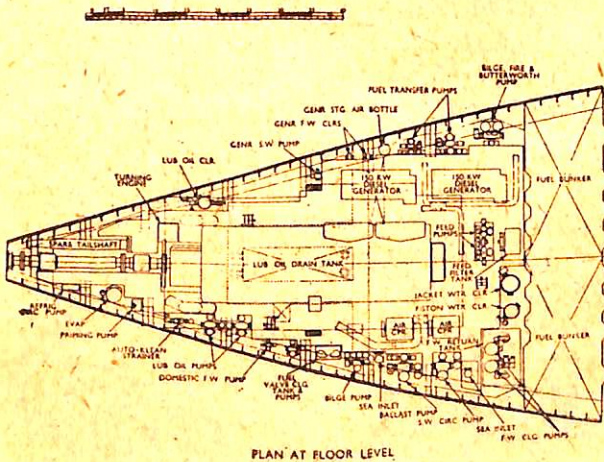 BILGE, FIRE &
BUTTERWORTH
PUMP
FUEL TRANSFER PUMPS
GENR STG. AIR BOTTLE
GENR F.W. CLRS
GENR S.W PUMP
LUB OIL CLR.
TURNING
ENGINE
150 KW
DIESEL
GENERATOR
150 KW
DIESEL
GENERATOR
FUEL BUNKER
SPARE TAILSHAFT
LUB OIL DRAIN TANK
FEED
PUMPS
FEED
FILTER
TANK
JACKET WTR CLR
PISTON WTR CLR
REFRIG
CIRC PUMP
EVAP
PRIMING PUMP
AUTO-KLEAN
STRAINER
LUB OIL PUMPS
DOMESTIC F.W PUMP
FUEL
VALVE CLG
TANK &
PUMPS
BILGE PUMP
AIR
AIR
F.W RETURN
TANK
FUEL BUNKER
SEA INLET
BALLAST PUMP
S.W CIRC PUMP
SEA INLET
F.W CLG PUMPS
PLAN AT FLOOR LEVEL